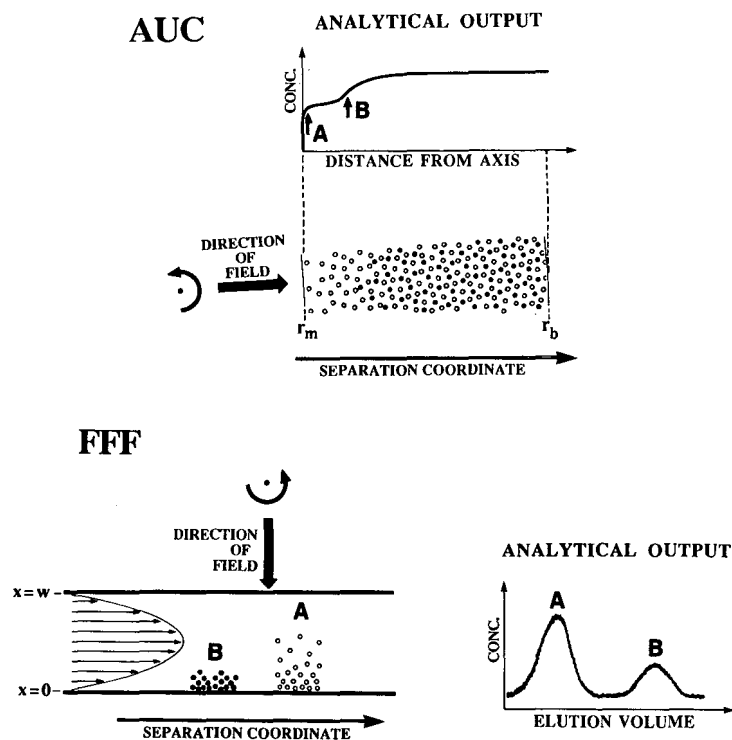 AUC
ANALYTICAL OUTPUT
CONC.
A
B
DISTANCE FROM AXIS
DIRECTION
OF
FIELD
r_m
r_b
SEPARATION COORDINATE
FFF
DIRECTION
OF
FIELD
x=w
x=0
B
A
SEPARATION COORDINATE
ANALYTICAL OUTPUT
CONC.
A
B
ELUTION VOLUME